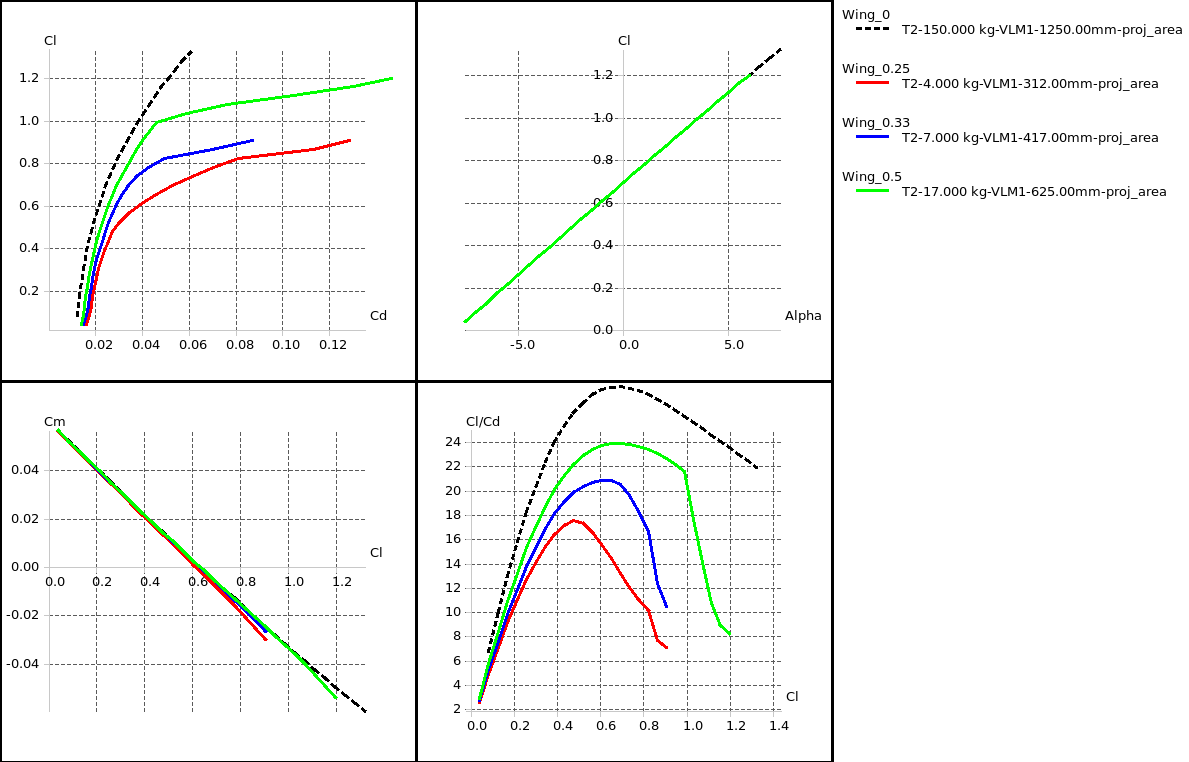 Cl
1.2
1.0
0.8
0.6
0.4
0.2
Cd
0.02 0.04 0.06 0.08 0.10 0.12
Cl
1.2
1.0
0.8
0.6
0.4
0.2
0.0
Alpha
-5.0 0.0 5.0
Cm
0.04
0.02
Cl
0.00
0.0 0.2 0.4 0.6 0.8 1.0 1.2
-0.02
-0.04
Cl/Cd
24
22
20
18
16
14
12
10
8
6
4
Cl
2
0.0 0.2 0.4 0.6 0.8 1.0 1.2 1.4
Wing_0
T2-150.000 kg-VLM1-1250.00mm-proj_area
Wing_0.25
T2-4.000 kg-VLM1-312.00mm-proj_area
Wing_0.33
T2-7.000 kg-VLM1-417.00mm-proj_area
Wing_0.5
T2-17.000 kg-VLM1-625.00mm-proj_area